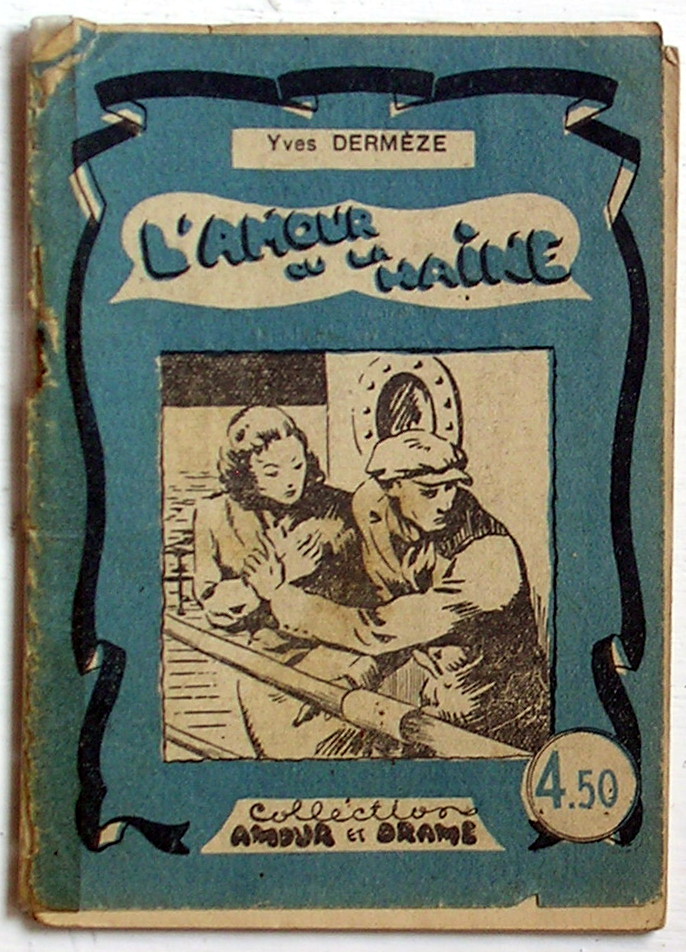 Yves DERMÈZE
L'AMOUR
OU LA
HAINE
Collection
AMOUR ET DRAME
4.50